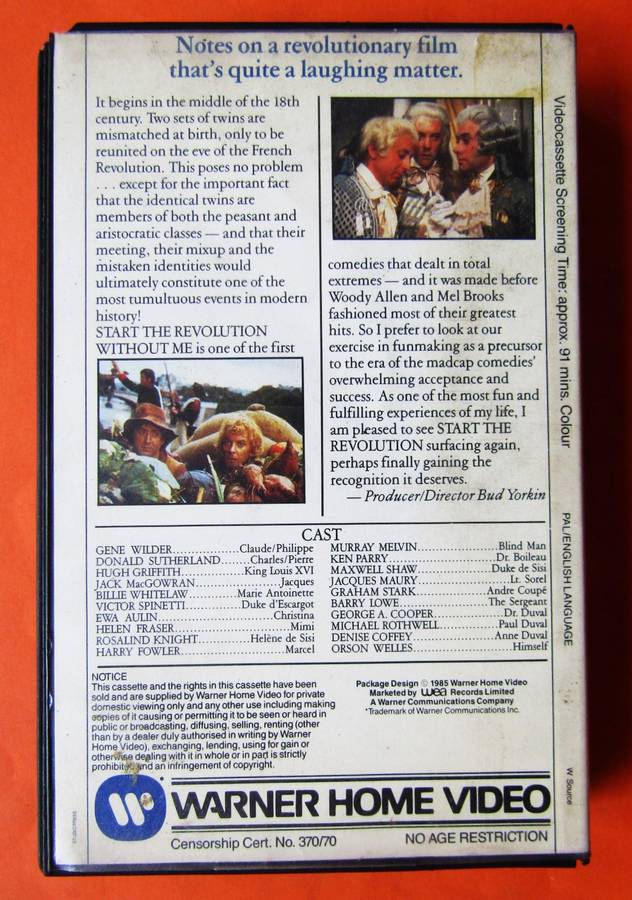 Notes on a revolutionary film
that's quite a laughing matter.
It begins in the middle of the 18th
century. Two sets of twins are
mismatched at birth, only to be
reunited on the eve of the French
Revolution. This poses no problem
. . . except for the important fact
that the identical twins are
members of both the peasant and
aristocratic classes — and that their
meeting, their mixup and the
mistaken identities would
ultimately constitute one of the
most tumultuous events in modern
history!
START THE REVOLUTION
WITHOUT ME is one of the first
comedies that dealt in total
extremes — and it was made before
Woody Allen and Mel Brooks
fashioned most of their greatest
hits. So I prefer to look at our
exercise in funmaking as a precursor
to the era of the madcap comedies'
overwhelming acceptance and
success. As one of the most fun and
fulfilling experiences of my life, I
am pleased to see START THE
REVOLUTION surfacing again,
perhaps finally gaining the
recognition it deserves.
— Producer/Director Bud Yorkin
CAST
GENE WILDER....................Claude/Philippe
DONALD SUTHERLAND........Charles/Pierre
HUGH GRIFFITH...................King Louis XVI
JACK MacGOWRAN..........................Jacques
BILLIE WHITELAW...............Marie Antoinette
VICTOR SPINETTI.................Duke d'Escargot
EWA AULIN...................................Christina
HELEN FRASER...................................Mimi
ROSALIND KNIGHT...............Helène de Sisi
HARRY FOWLER...............................Marcel
MURRAY MELVIN........................Blind Man
KEN PARRY................................Dr. Boileau
MAXWELL SHAW......................Duke de Sisi
JACQUES MAURY............................Lt. Sorel
GRAHAM STARK.....................André Coupé
BARRY LOWE..........................The Sergeant
GEORGE A. COOPER.....................Dr. Duval
MICHAEL ROTHWELL..................Paul Duval
DENISE COFFEY.........................Anne Duval
ORSON WELLES.............................Himself
NOTICE
This cassette and the rights in this cassette have been
sold and are supplied by Warner Home Video for private
domestic viewing only and any other use including making
copies of it causing or permitting it to be seen or heard in
public or broadcasting, diffusing, selling, renting (other
than by a dealer duly authorised in writing by Warner
Home Video), exchanging, lending, using for gain or
otherwise dealing with it in whole or in part is strictly
prohibited and an infringement of copyright.
Package Design © 1985 Warner Home Video
Marketed by wea Records Limited
A Warner Communications Company
*Trademark of Warner Communications Inc.
WARNER HOME VIDEO
Censorship Cert. No. 370/70
NO AGE RESTRICTION
Videocassette Screening Time: approx. 91 mins. Colour
PAL/ENGLISH LANGUAGE
W Source